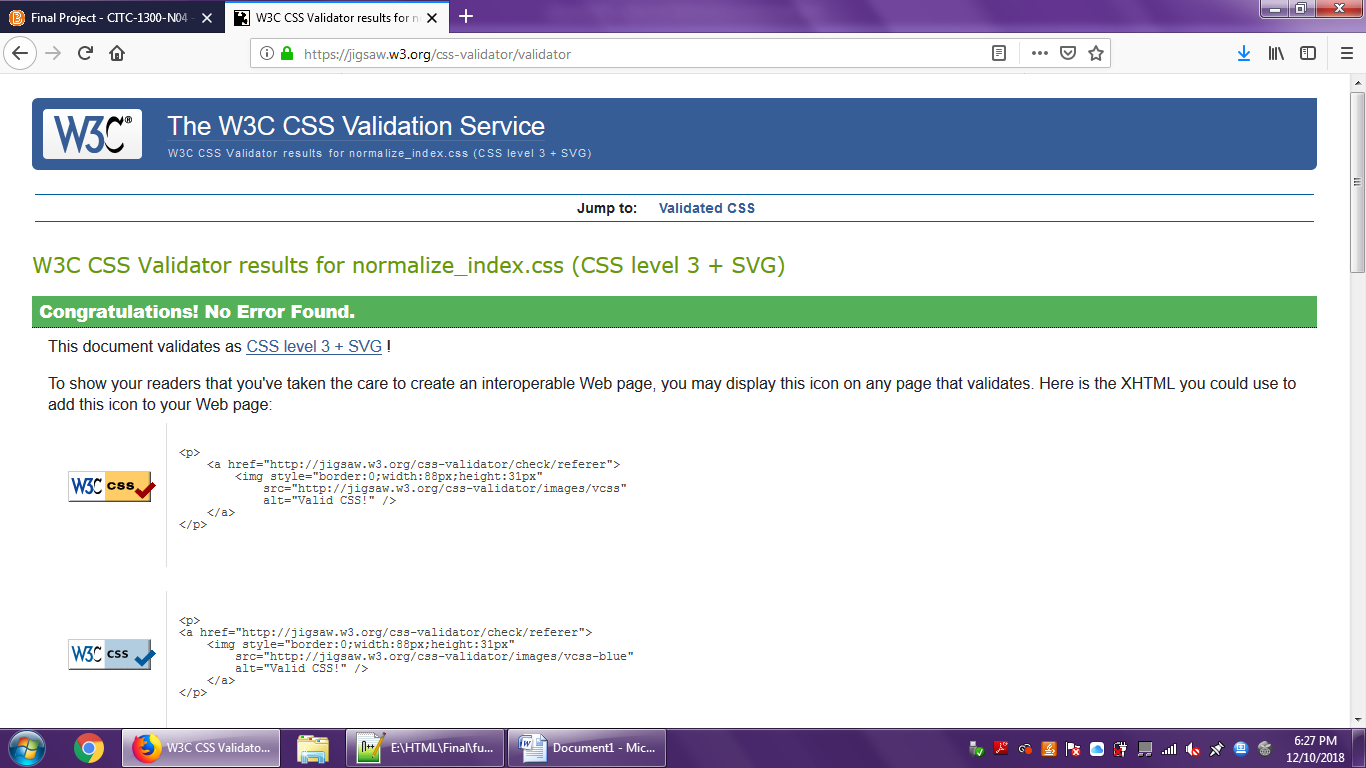 Final Project - CITC-1300-N04 -
W3C CSS Validator results for n
https://jigsaw.w3.org/css-validator/validator
W3C®
The W3C CSS Validation Service
W3C CSS Validator results for normalize_index.css (CSS level 3 + SVG)
Jump to: Validated CSS
W3C CSS Validator results for normalize_index.css (CSS level 3 + SVG)
Congratulations! No Error Found.
This document validates as CSS level 3 + SVG !
To show your readers that you've taken the care to create an interoperable Web page, you may display this icon on any page that validates. Here is the XHTML you could use to
add this icon to your Web page:
W3C css
<p>
<a href="http://jigsaw.w3.org/css-validator/check/referer">
<img style="border:0;width:88px;height:31px"
src="http://jigsaw.w3.org/css-validator/images/vcss"
alt="Valid CSS!" />
</a>
</p>
W3C css
<p>
<a href="http://jigsaw.w3.org/css-validator/check/referer">
<img style="border:0;width:88px;height:31px"
src="http://jigsaw.w3.org/css-validator/images/vcss-blue"
alt="Valid CSS!" />
</a>
</p>
W3C CSS Validato...
E:\HTML\Final\fu...
Document1 - Mic...
6:27 PM
12/10/2018